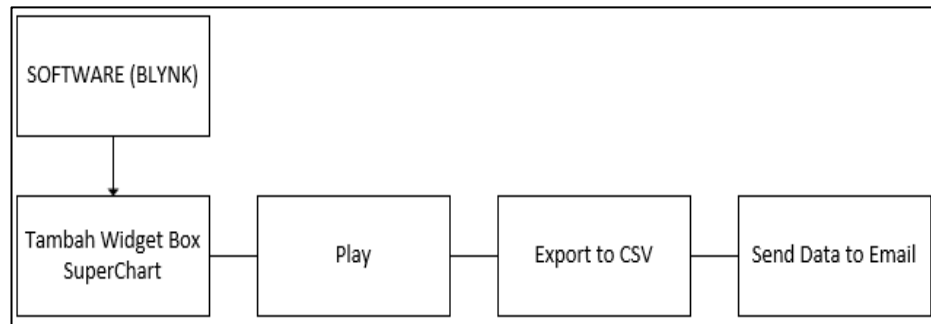 SOFTWARE (BLYNK)
Tambah Widget Box
SuperChart
Play
Export to CSV
Send Data to Email